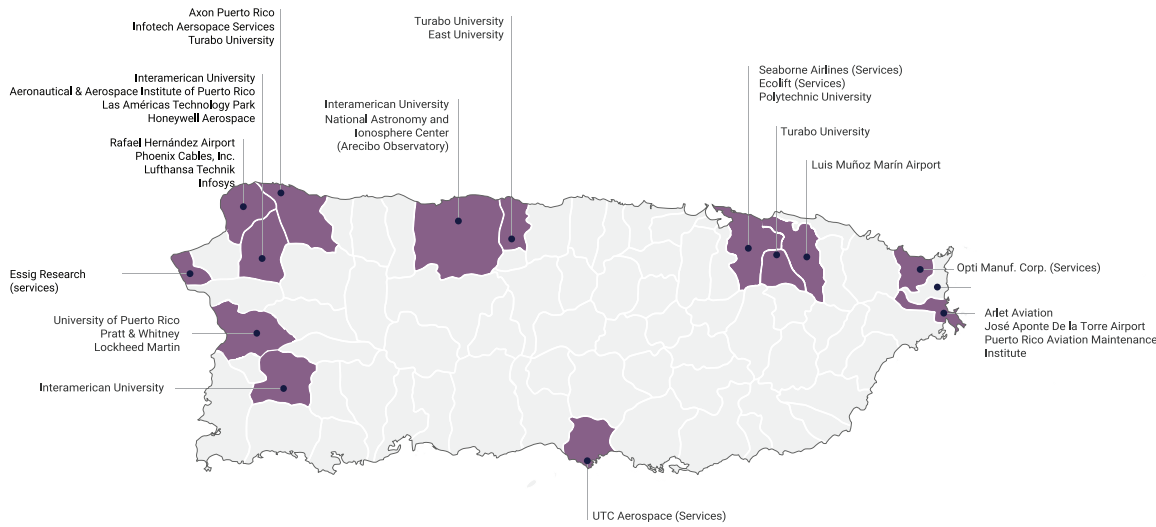 Axon Puerto Rico
Infotech Aerospace Services
Turabo University
Interamerican University
Aeronautical & Aerospace Institute of Puerto Rico
Las Américas Technology Park
Honeywell Aerospace
Rafael Hernández Airport
Phoenix Cables, Inc.
Lufthansa Technik
Infosys
Essig Research
(services)
University of Puerto Rico
Pratt & Whitney
Lockheed Martin
Interamerican University
Interamerican University
National Astronomy and
Ionosphere Center
(Arecibo Observatory)
Turabo University
East University
Seaborne Airlines (Services)
Ecolift (Services)
Polytechnic University
Turabo University
Luis Muñoz Marín Airport
Opti Manuf. Corp. (Services)
Arlet Aviation
José Aponte De la Torre Airport
Puerto Rico Aviation Maintenance
Institute
UTC Aerospace (Services)